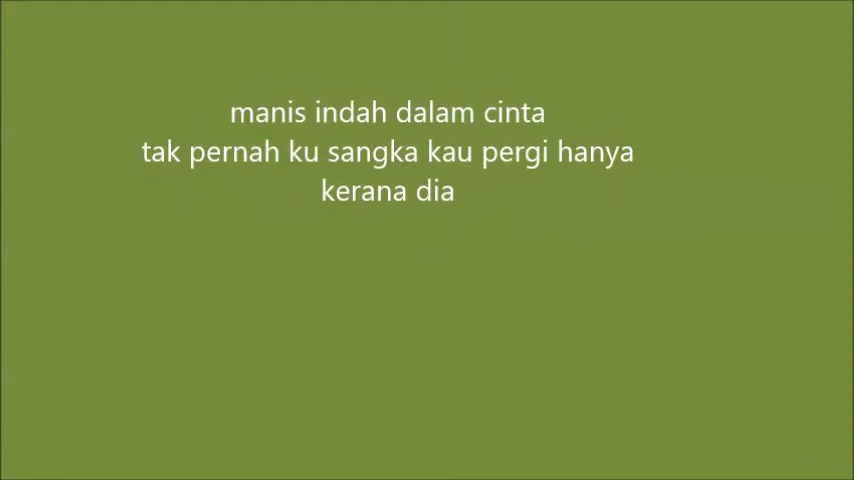 manis indah dalam cinta
tak pernah ku sangka kau pergi hanya
kerana dia